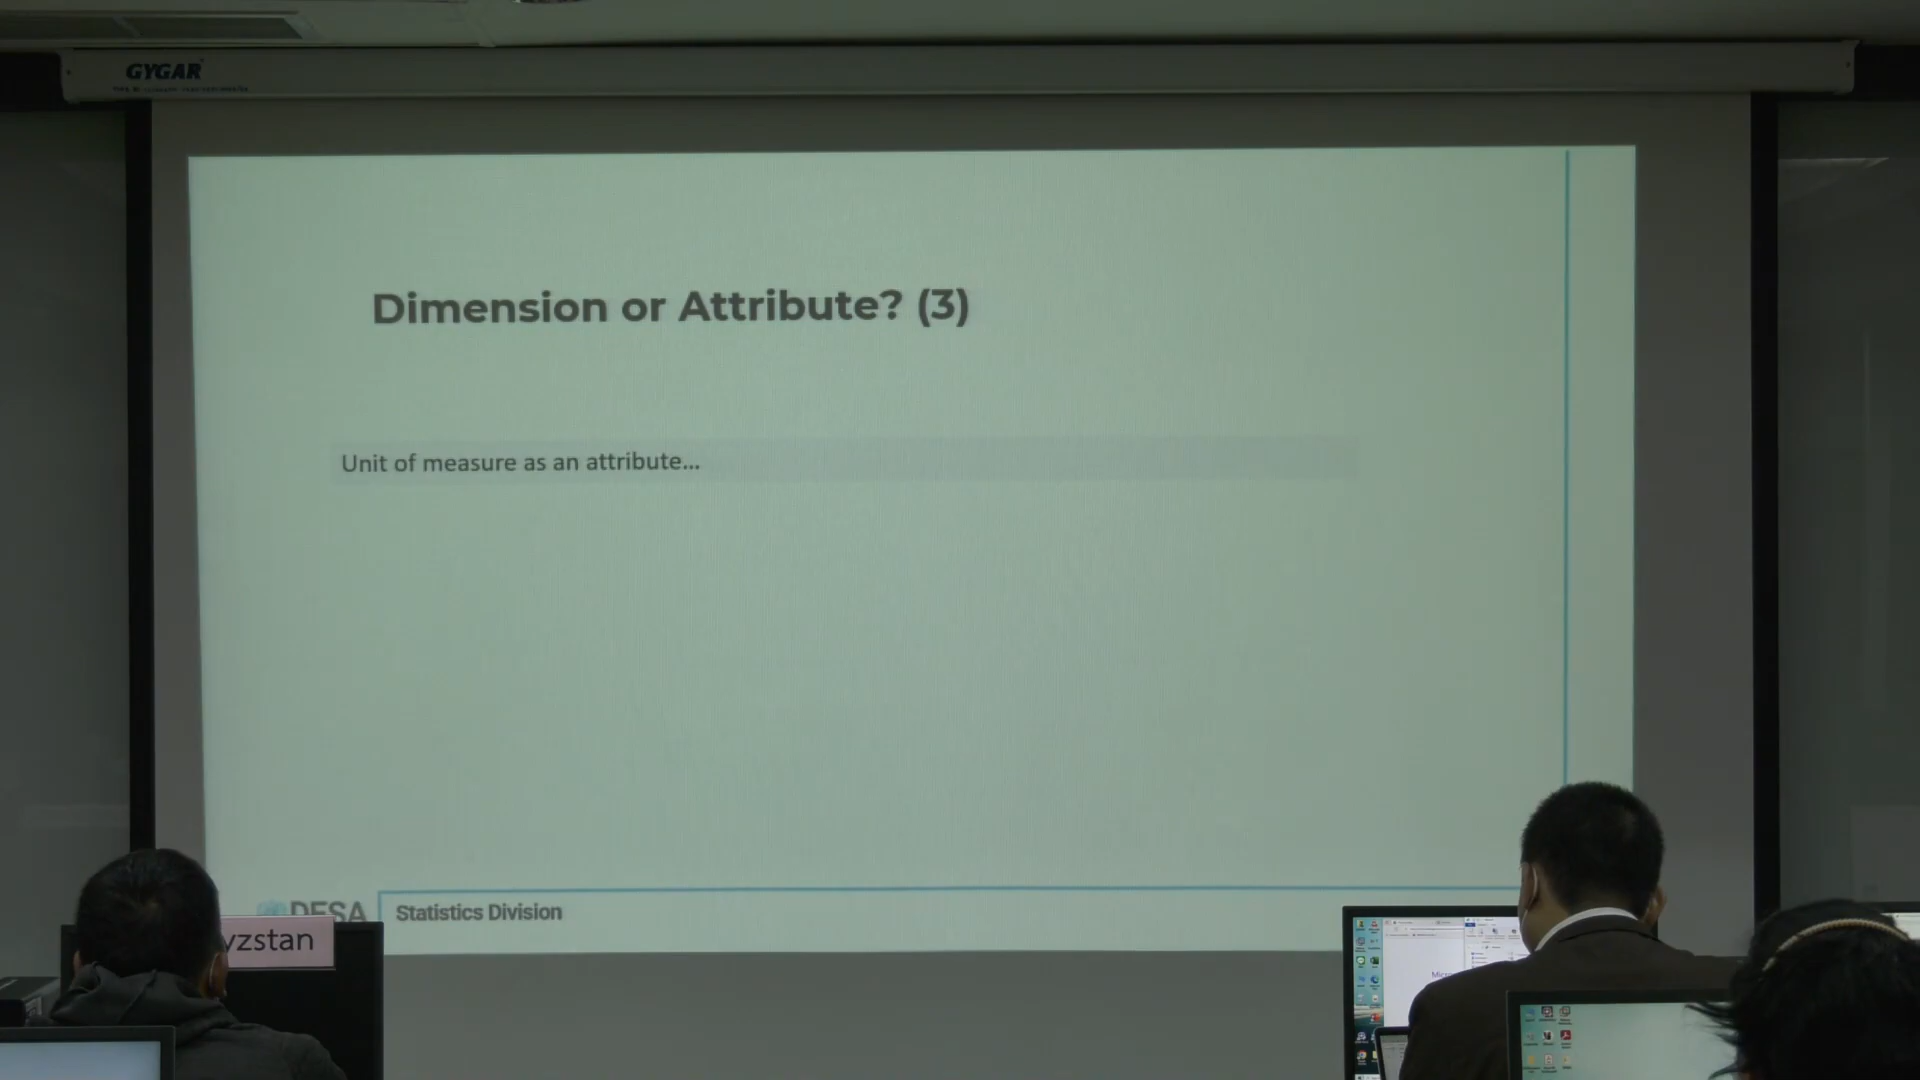 GYGAR
Dimension or Attribute? (3)
Unit of measure as an attribute...
DESA
Statistics Division
yzstan